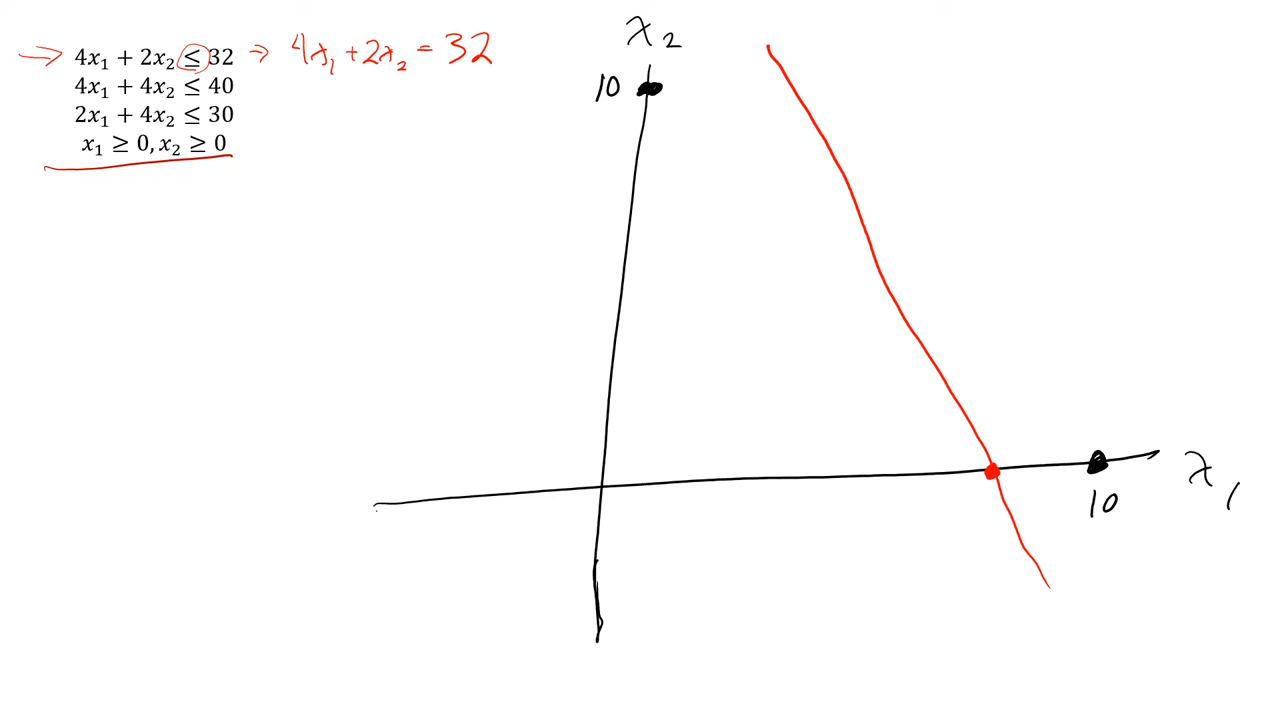 4x₁ + 2x₂ ≤ 32 ⇒ 4x₁ + 2x₂ = 32
4x₁ + 4x₂ ≤ 40
2x₁ + 4x₂ ≤ 30
x₁ ≥ 0, x₂ ≥ 0
x₂
10
x₁
10